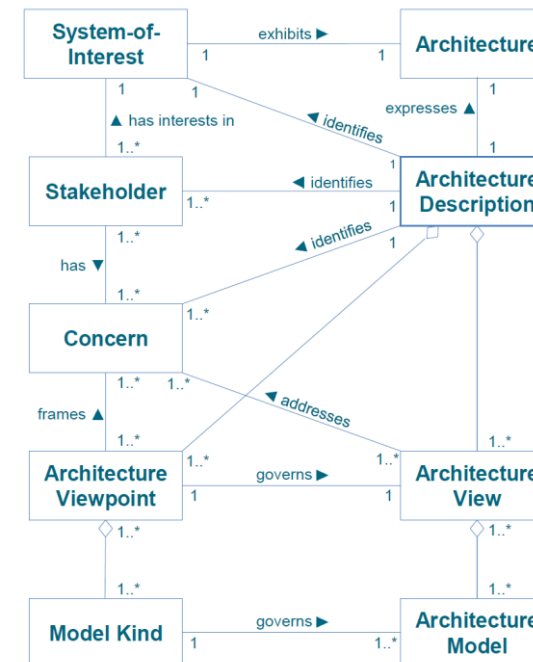 System-of-
Interest
exhibits ►
Architecture
1
1
1
1
1
▲ has interests in
◄ identifies
expresses ▲
1..*
1
1
Stakeholder
◄ identifies
Architecture
Description
1..*
1
1..*
◄ identifies
1
has ▼
1..*
1..*
Concern
1..*
1..*
◄ addresses
frames ▲
1..*
1..*
1..*
1..*
Architecture
Viewpoint
governs ►
Architecture
View
1
1
1..*
1..*
1..*
1..*
Model Kind
governs ►
Architecture
Model
1
1..*